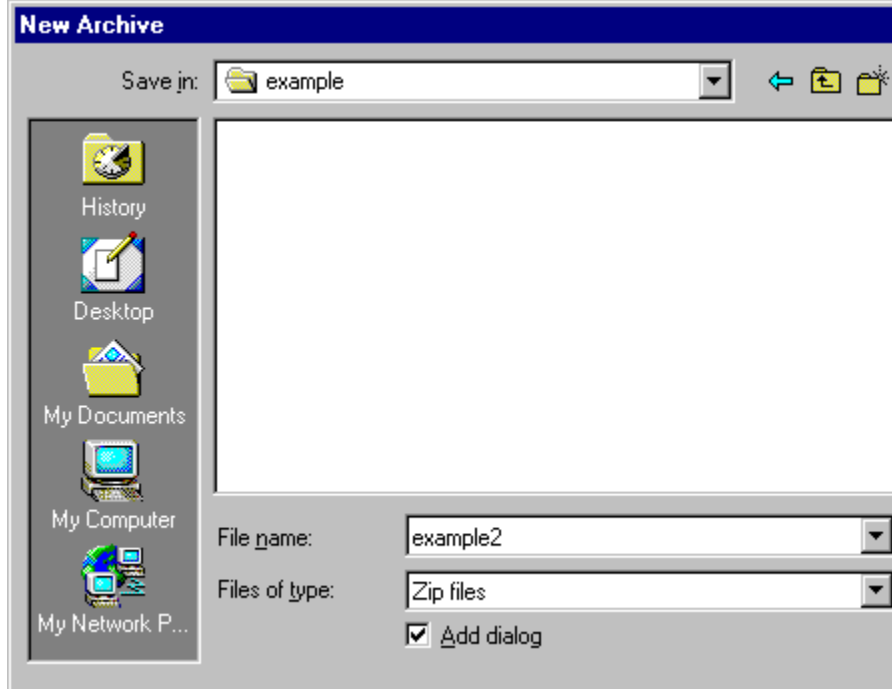 New Archive
Save in: example
History
Desktop
My Documents
My Computer
My Network P...
File name: example2
Files of type: Zip files
Add dialog